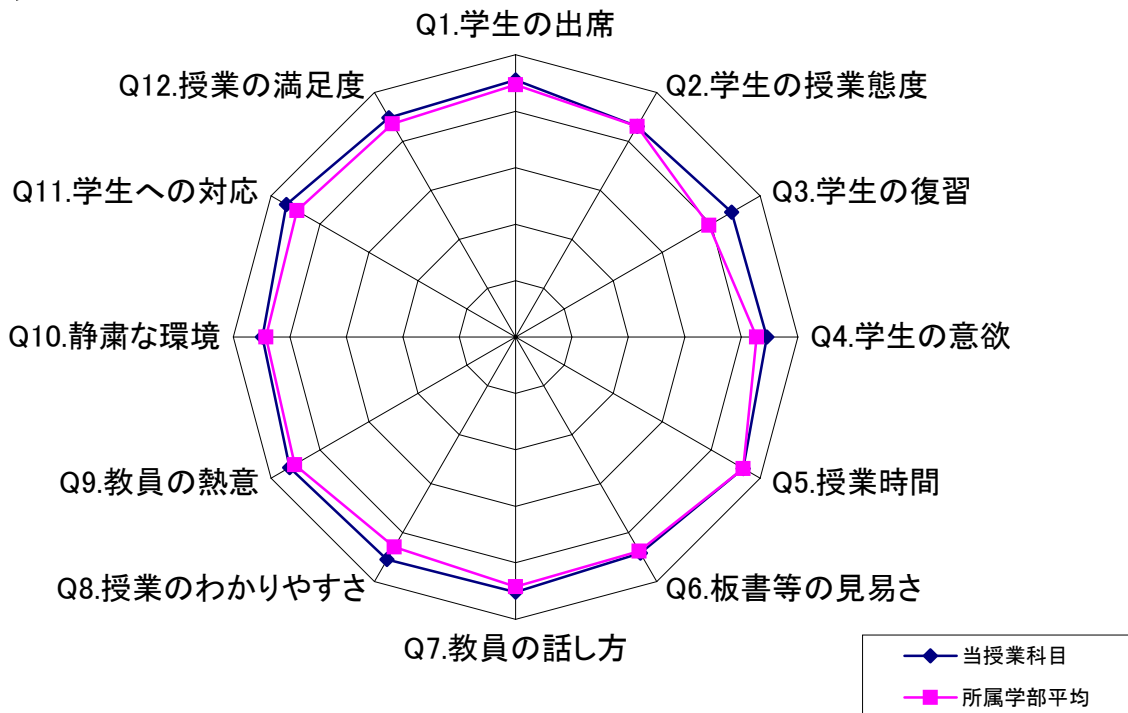 Q1.学生の出席
Q2.学生の授業態度
Q3.学生の復習
Q4.学生の意欲
Q5.授業時間
Q6.板書等の見易さ
Q7.教員の話し方
Q8.授業のわかりやすさ
Q9.教員の熱意
Q10.静粛な環境
Q11.学生への対応
Q12.授業の満足度
当授業科目
所属学部平均